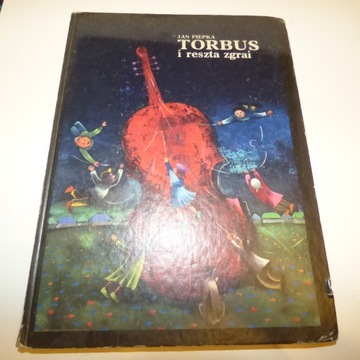 JAN PIEPKA
TORBUS
i reszta zgrai